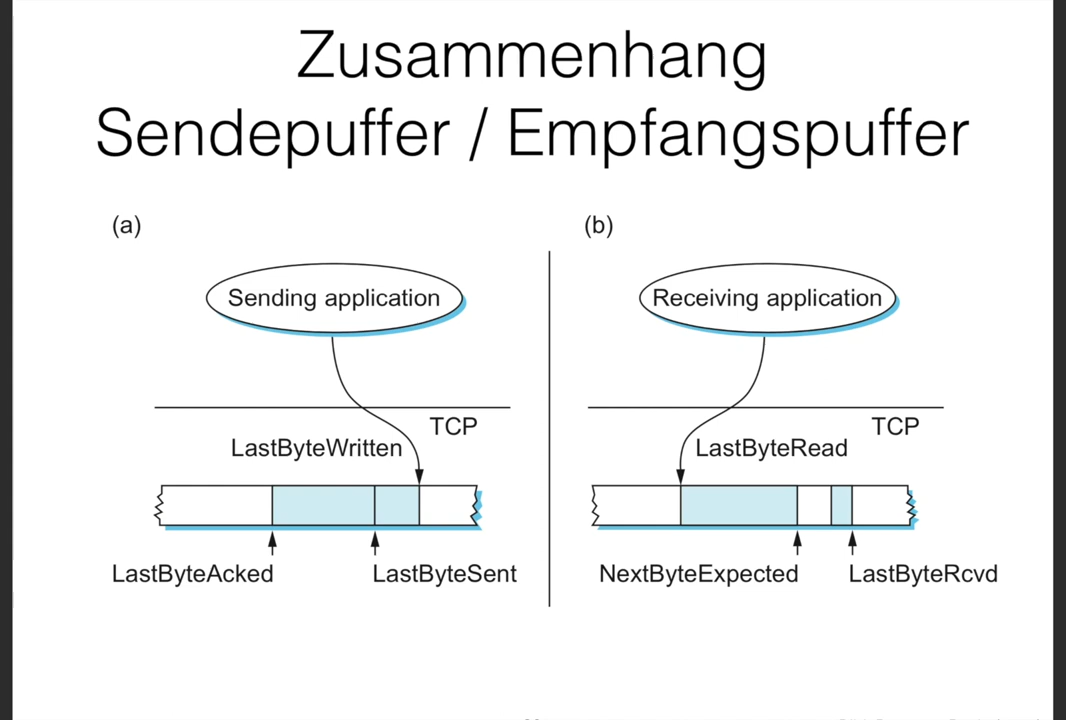 Zusammenhang
Sendepuffer / Empfangspuffer
(a)
Sending application
TCP
LastByteWritten
LastByteAcked
LastByteSent
(b)
Receiving application
TCP
LastByteRead
NextByteExpected
LastByteRcvd